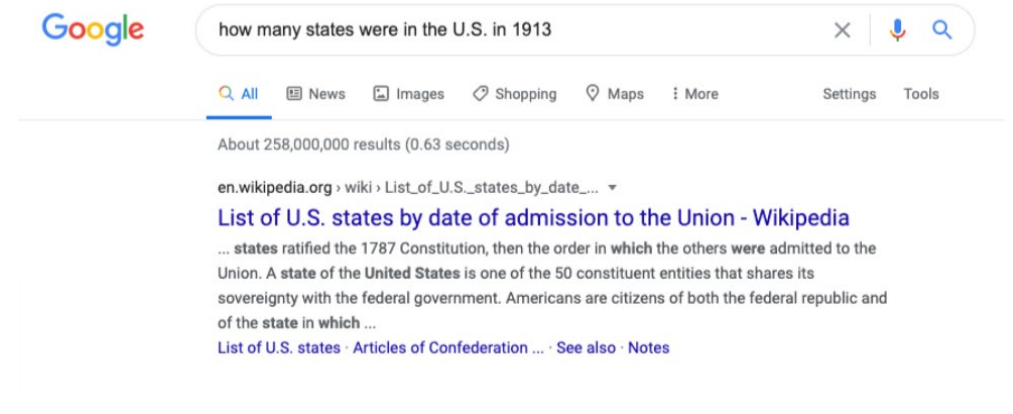 Google how many states were in the U.S. in 1913
All News Images Shopping Maps More Settings Tools
About 258,000,000 results (0.63 seconds)
en.wikipedia.org › wiki › List_of_U.S._states_by_date_...
List of U.S. states by date of admission to the Union - Wikipedia
... states ratified the 1787 Constitution, then the order in which the others were admitted to the
Union. A state of the United States is one of the 50 constituent entities that shares its
sovereignty with the federal government. Americans are citizens of both the federal republic and
of the state in which ...
List of U.S. states · Articles of Confederation ... · See also · Notes